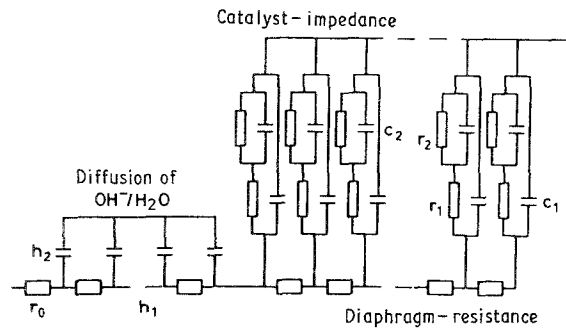 Catalyst-impedance
c₂
r₂
Diffusion of
OH⁻/H₂O
r₁
c₁
h₂
r₀
h₁
Diaphragm-resistance